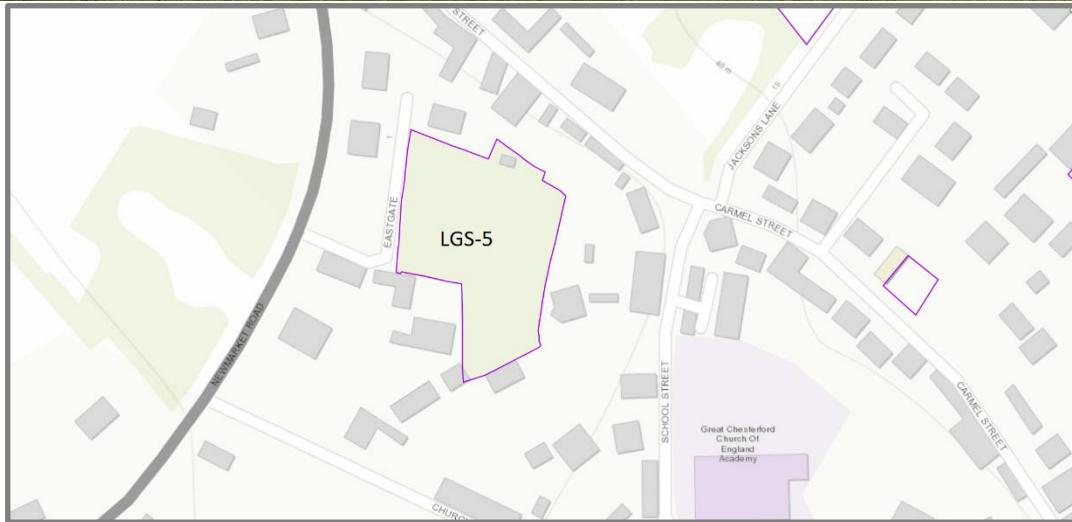 STREET
40 m
19
JACKSONS LANE
1
EASTGATE
LGS-5
CARMEL STREET
NEWMARKET ROAD
SCHOOL STREET
CARMEL STREET
Great Chesterford
Church Of
England
Academy
CHURC